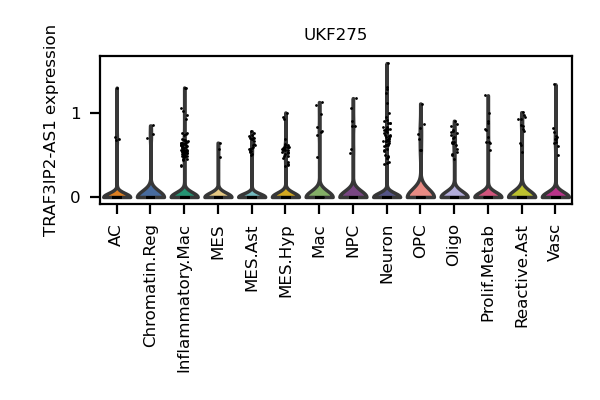 UKF275
TRAF3IP2-AS1 expression
1
0
AC
Chromatin.Reg
Inflammatory.Mac
MES
MES.Ast
MES.Hyp
Mac
NPC
Neuron
OPC
Oligo
Prolif.Metab
Reactive.Ast
Vasc